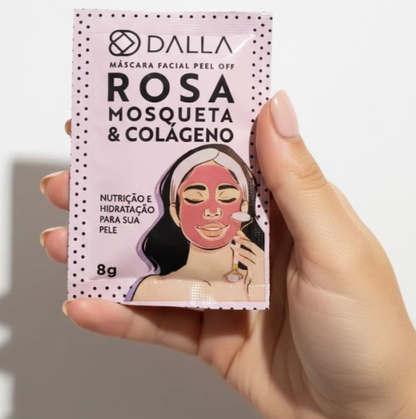 DALLA
MÁSCARA FACIAL PEEL OFF
ROSA
MOSQUETA
& COLÁGENO
NUTRIÇÃO E
HIDRATAÇÃO
PARA SUA
PELE
8g